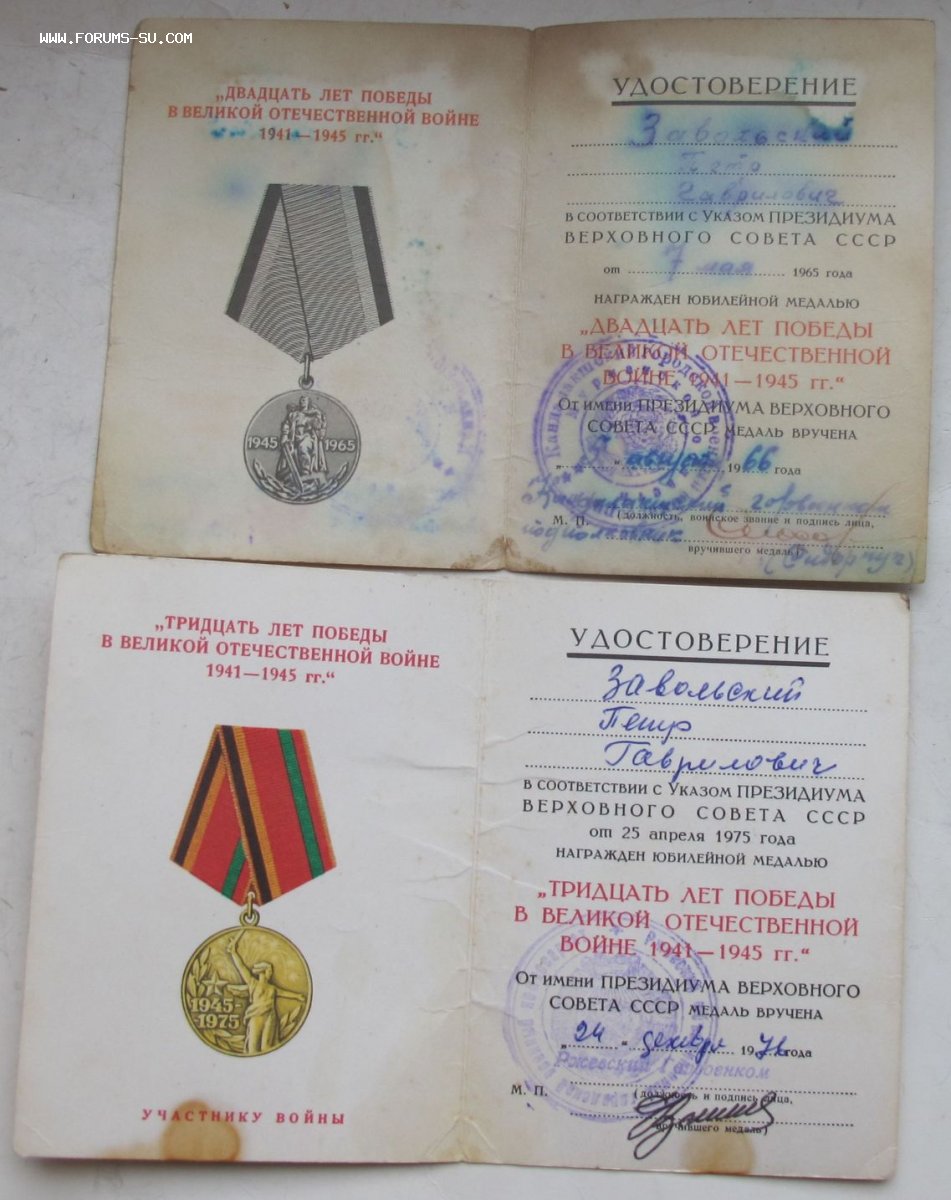 www.forums-su.com
„ДВАДЦАТЬ ЛЕТ ПОБЕДЫ
В ВЕЛИКОЙ ОТЕЧЕСТВЕННОЙ ВОЙНЕ
1941—1945 гг.“
1945 1965
УДОСТОВЕРЕНИЕ
Завольский
Петр
Гаврилович
В СООТВЕТСТВИИ С УКАЗОМ ПРЕЗИДИУМА
ВЕРХОВНОГО СОВЕТА СССР
от 7 мая 1965 года
НАГРАЖДЕН ЮБИЛЕЙНОЙ МЕДАЛЬЮ
„ДВАДЦАТЬ ЛЕТ ПОБЕДЫ
В ВЕЛИКОЙ ОТЕЧЕСТВЕННОЙ
ВОЙНЕ 1941—1945 гг.“
ОТ ИМЕНИ ПРЕЗИДИУМА ВЕРХОВНОГО
СОВЕТА СССР МЕДАЛЬ ВРУЧЕНА
августа 1966 года
М. П. (должность, воинское звание и подпись лица,
подполковник
вручившего медаль)
(Сидорчук)
„ТРИДЦАТЬ ЛЕТ ПОБЕДЫ
В ВЕЛИКОЙ ОТЕЧЕСТВЕННОЙ ВОЙНЕ
1941—1945 гг.“
1945-
1975
УЧАСТНИКУ ВОЙНЫ
УДОСТОВЕРЕНИЕ
Завольский
Петр
Гаврилович
В СООТВЕТСТВИИ С УКАЗОМ ПРЕЗИДИУМА
ВЕРХОВНОГО СОВЕТА СССР
от 25 апреля 1975 года
НАГРАЖДЕН ЮБИЛЕЙНОЙ МЕДАЛЬЮ
„ТРИДЦАТЬ ЛЕТ ПОБЕДЫ
В ВЕЛИКОЙ ОТЕЧЕСТВЕННОЙ
ВОЙНЕ 1941—1945 гг.“
ОТ ИМЕНИ ПРЕЗИДИУМА ВЕРХОВНОГО
СОВЕТА СССР МЕДАЛЬ ВРУЧЕНА
„24“ декабря 1976 года
Ржевский Горвоенком
М. П. (должность и подпись лица,
вручившего медаль)